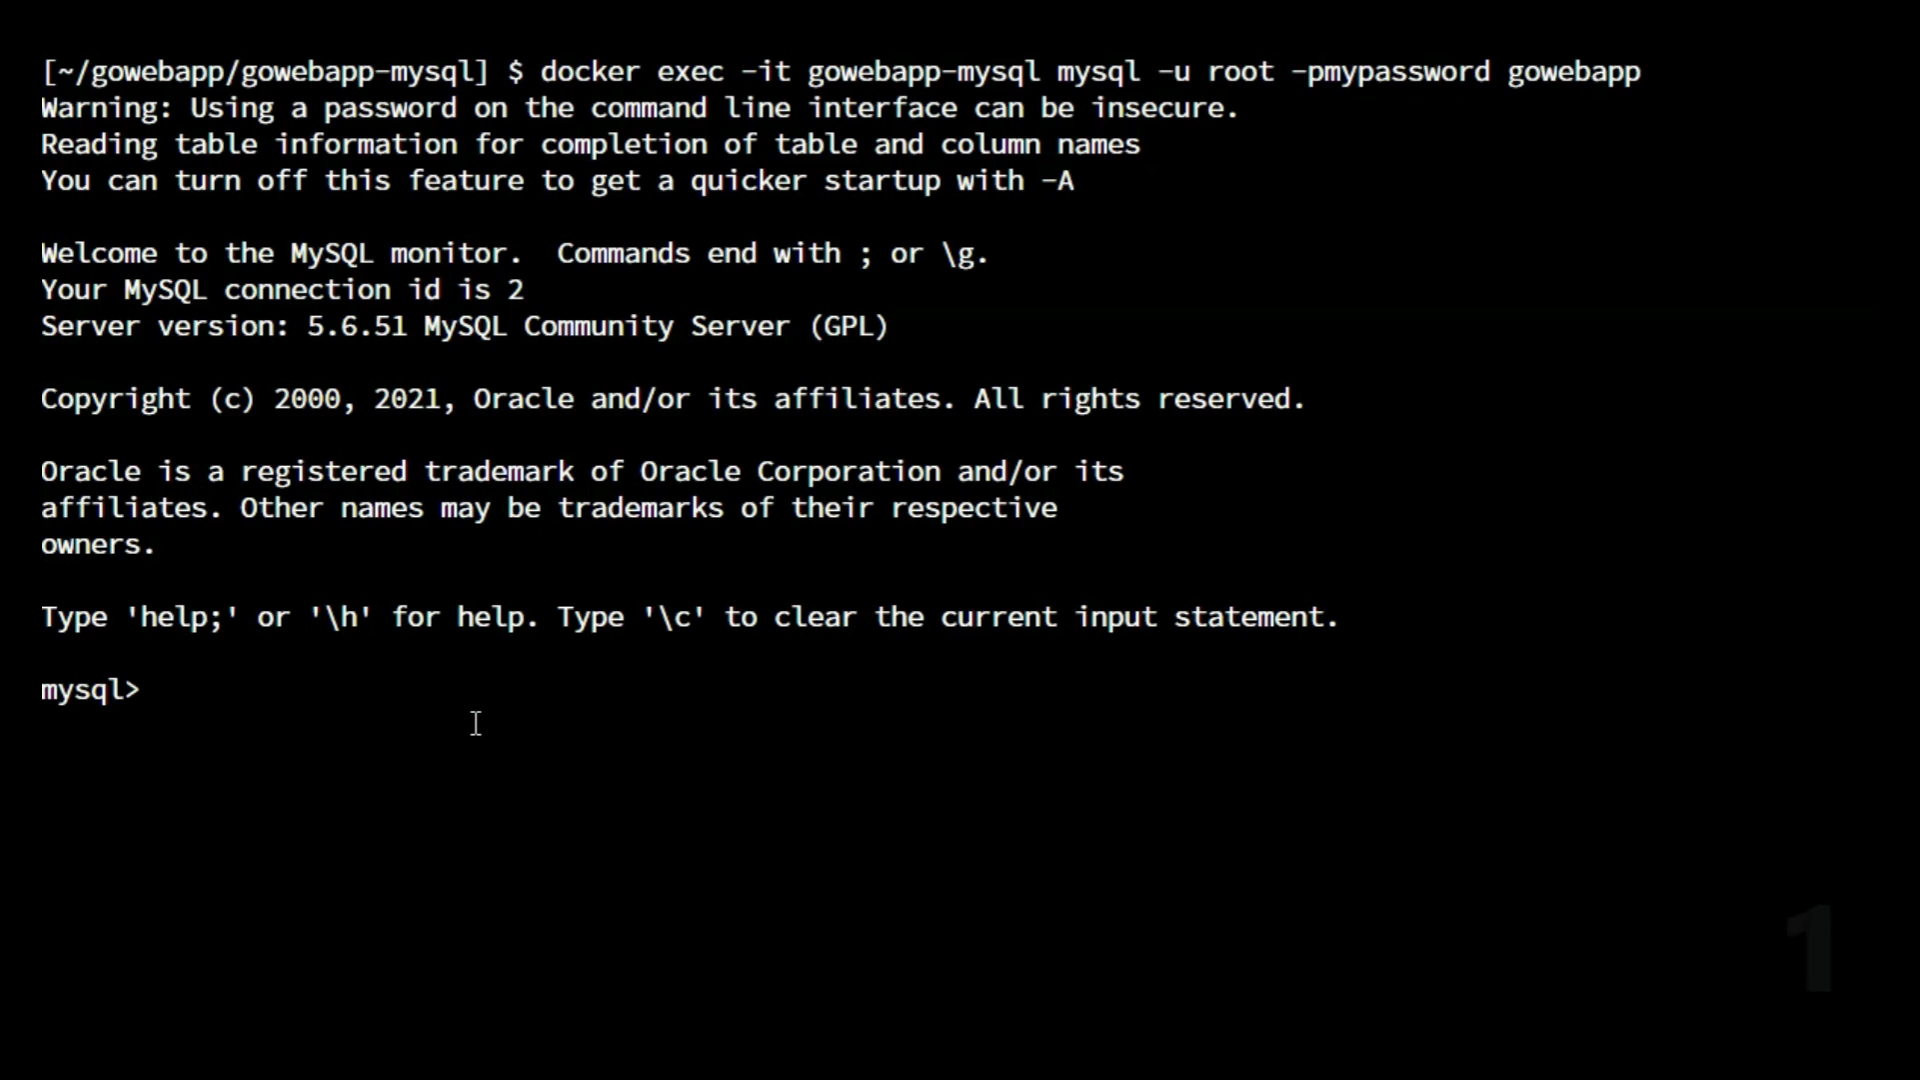 [~/gowebapp/gowebapp-mysql] $ docker exec -it gowebapp-mysql mysql -u root -pmypassword gowebapp
Warning: Using a password on the command line interface can be insecure.
Reading table information for completion of table and column names
You can turn off this feature to get a quicker startup with -A
Welcome to the MySQL monitor.  Commands end with ; or \g.
Your MySQL connection id is 2
Server version: 5.6.51 MySQL Community Server (GPL)
Copyright (c) 2000, 2021, Oracle and/or its affiliates. All rights reserved.
Oracle is a registered trademark of Oracle Corporation and/or its
affiliates. Other names may be trademarks of their respective
owners.
Type 'help;' or '\h' for help. Type '\c' to clear the current input statement.
mysql>
1